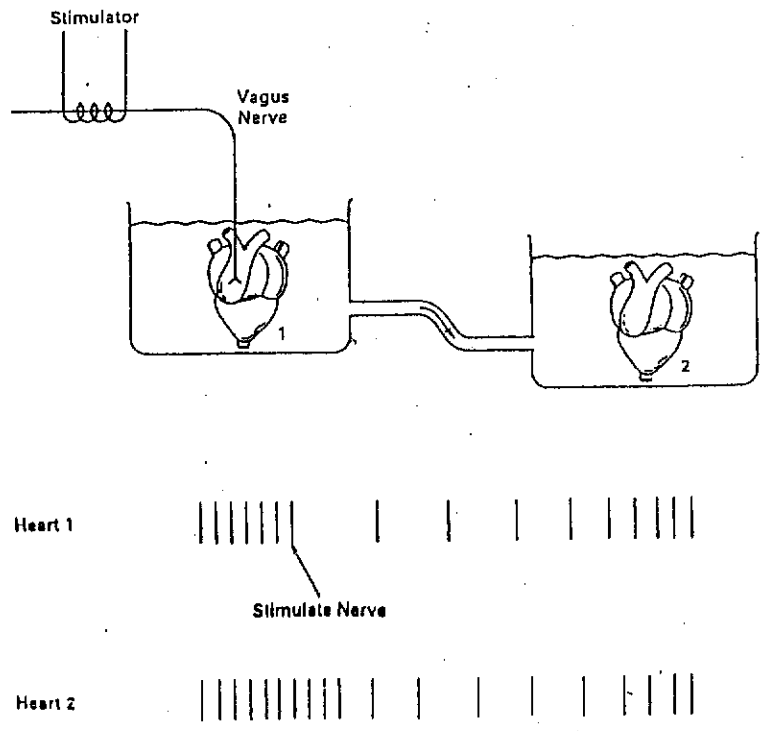 Stimulator
Vagus
Nerve
1
2
Heart 1
Stimulate Nerve
Heart 2